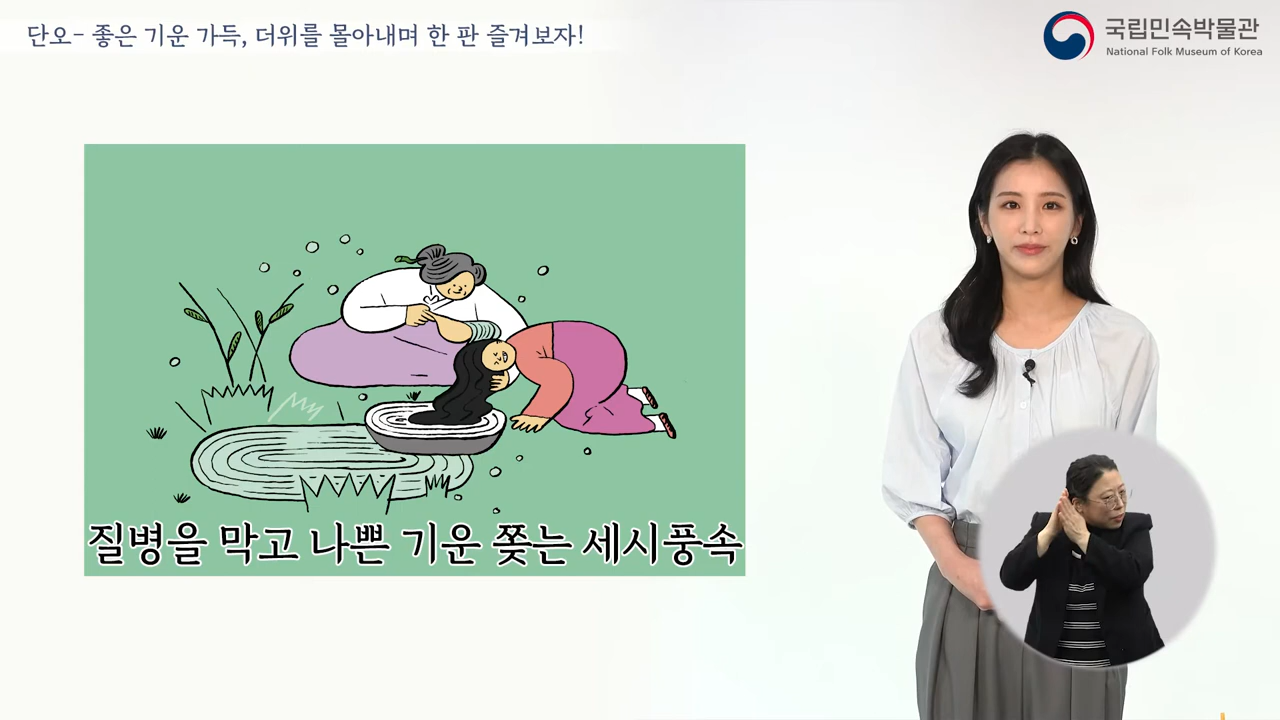 단오- 좋은 기운 가득, 더위를 몰아내며 한 판 즐겨보자!
국립민속박물관
National Folk Museum of Korea
질병을 막고 나쁜 기운 쫓는 세시풍속